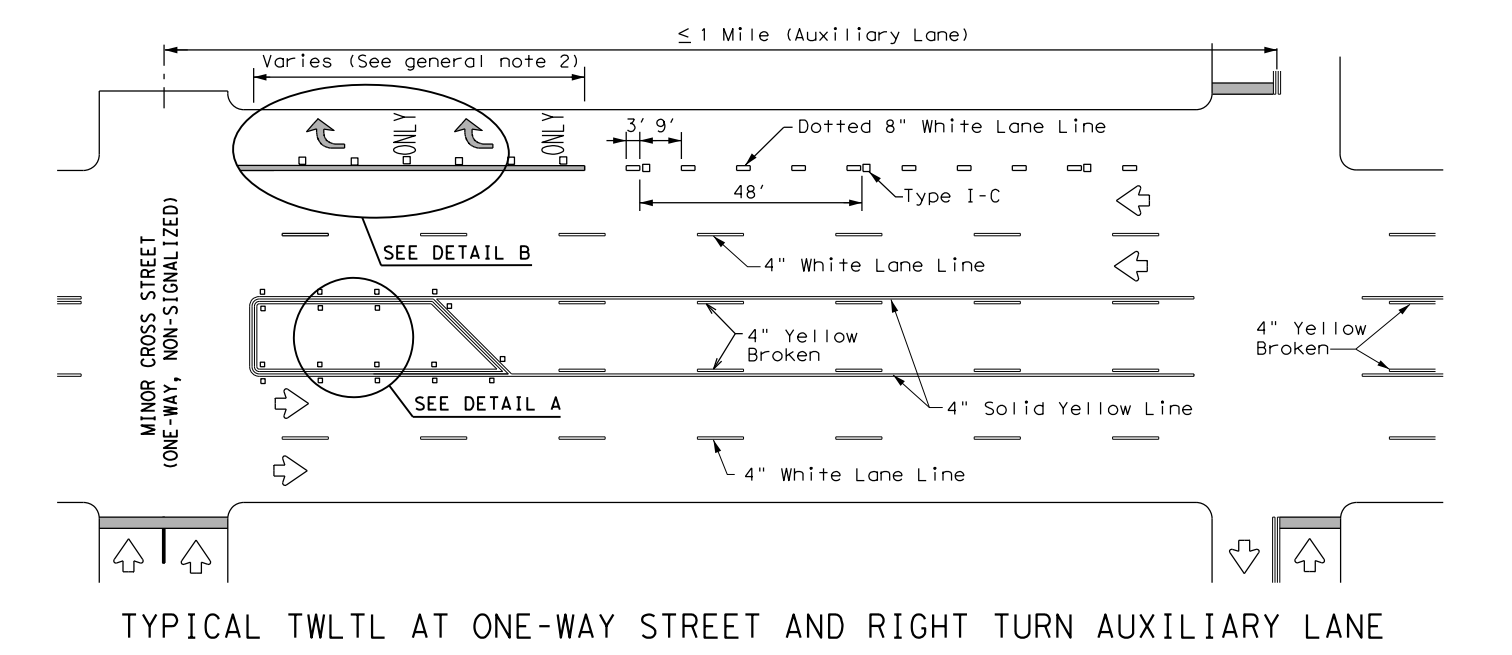 ≤ 1 Mile (Auxiliary Lane)
Varies (See general note 2)
ONLY
ONLY
3' 9'
Dotted 8" White Lane Line
48'
Type I-C
SEE DETAIL B
4" White Lane Line
MINOR CROSS STREET
(ONE-WAY, NON-SIGNALIZED)
4" Yellow
Broken
4" Yellow
Broken
SEE DETAIL A
4" Solid Yellow Line
4" White Lane Line
TYPICAL TWLTL AT ONE-WAY STREET AND RIGHT TURN AUXILIARY LANE